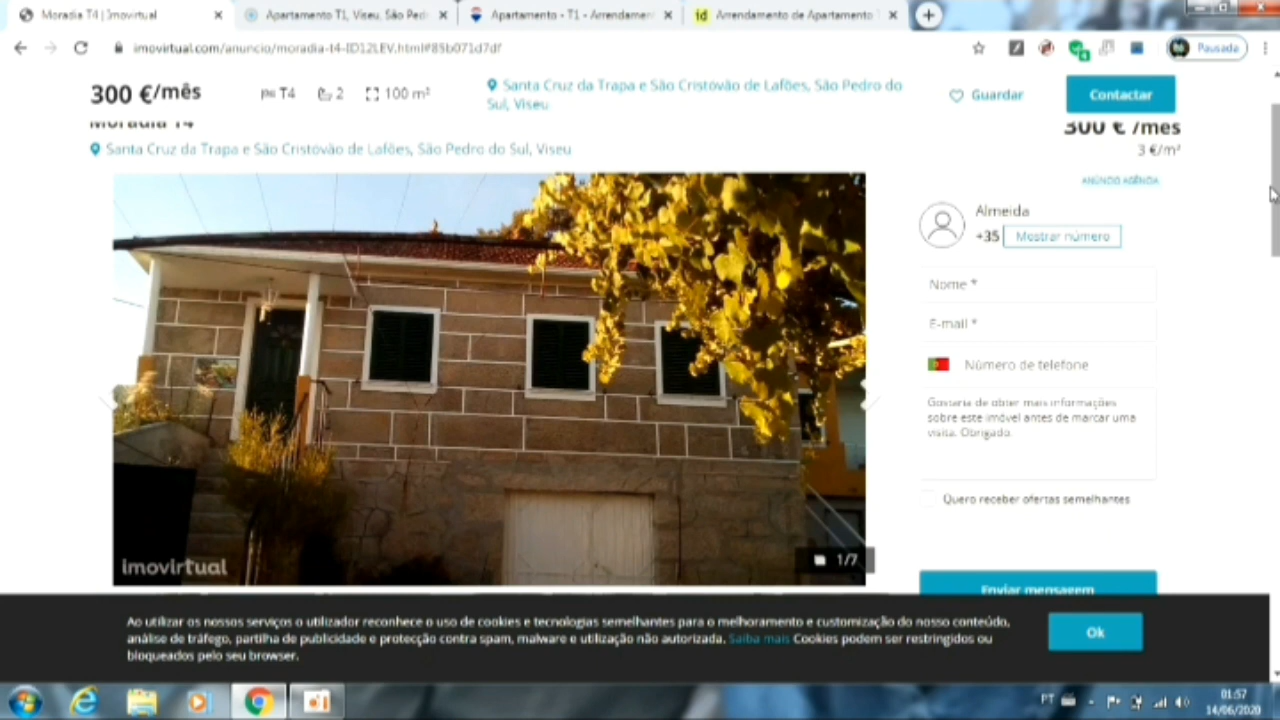 Moradia T4 | Imovirtual
Apartamento T1, Viseu, São Ped
Apartamento - T1 - Arrendamen
id Arrendamento de Apartamento
imovirtual.com/anuncio/moradia-t4-ID12LEV.html#85b071d7df
4
Pausada
300 €/mês
T4
2
100 m²
Santa Cruz da Trapa e São Cristóvão de Lafões, São Pedro do
Sul, Viseu
Guardar
Contactar
Moradia T4
300 € /mês
Santa Cruz da Trapa e São Cristóvão de Lafões, São Pedro do Sul, Viseu
3 €/m²
ANÚNCIO AGÊNCIA
Almeida
+35 Mostrar número
Nome *
E-mail *
Número de telefone
Gostaria de obter mais informações
sobre este imóvel antes de marcar uma
visita. Obrigado.
Quero receber ofertas semelhantes
imovirtual
1/7
Enviar mensagem
Ao utilizar os nossos serviços o utilizador reconhece o uso de cookies e tecnologias semelhantes para o melhoramento e customização do nosso conteúdo,
análise de tráfego, partilha de publicidade e protecção contra spam, malware e utilização não autorizada. Saiba mais Cookies podem ser restringidos ou
bloqueados pelo seu browser.
Ok
PT
01:57
14/06/2020